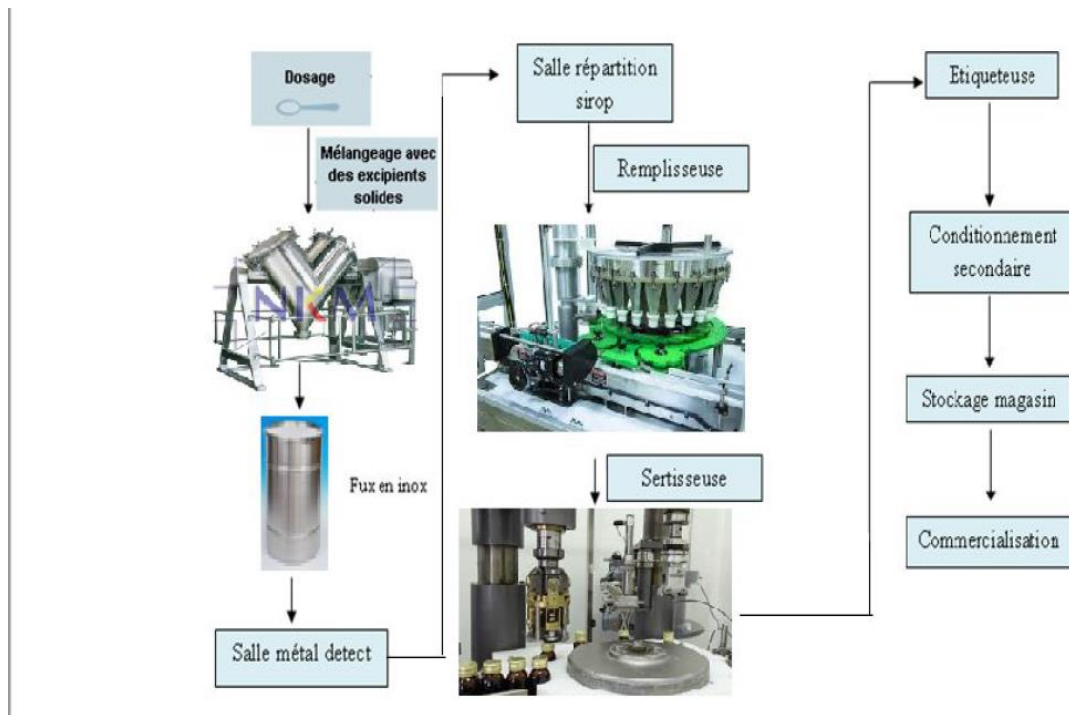 Dosage
Mélangeage avec
des excipients
solides
NKM
Fux en inox
Salle métal detect
Salle répartition
sirop
Remplisseuse
Sertisseuse
Etiqueteuse
Conditionnement
secondaire
Stockage magasin
Commercialisation